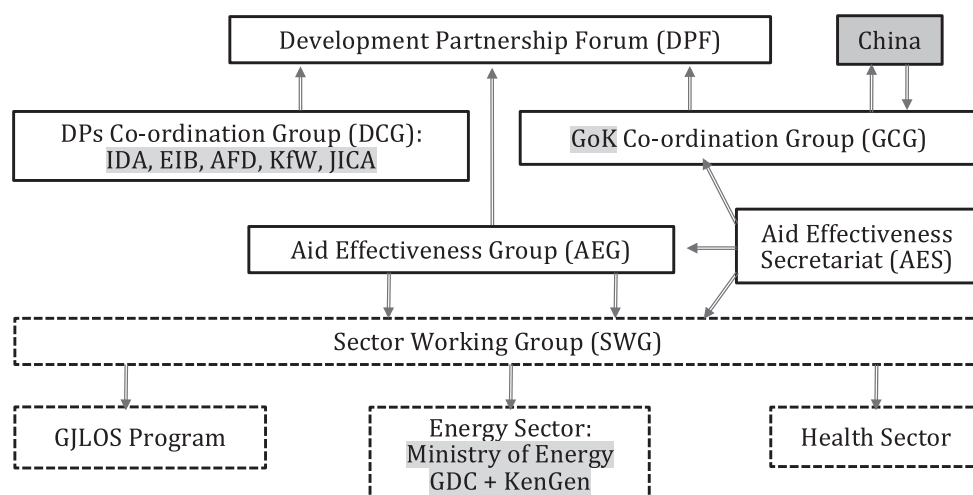 Development Partnership Forum (DPF)
China
DPs Co-ordination Group (DCG):
IDA, EIB, AFD, KfW, JICA
GoK Co-ordination Group (GCG)
Aid Effectiveness Group (AEG)
Aid Effectiveness
Secretariat (AES)
Sector Working Group (SWG)
GJLOS Program
Energy Sector:
Ministry of Energy
GDC + KenGen
Health Sector